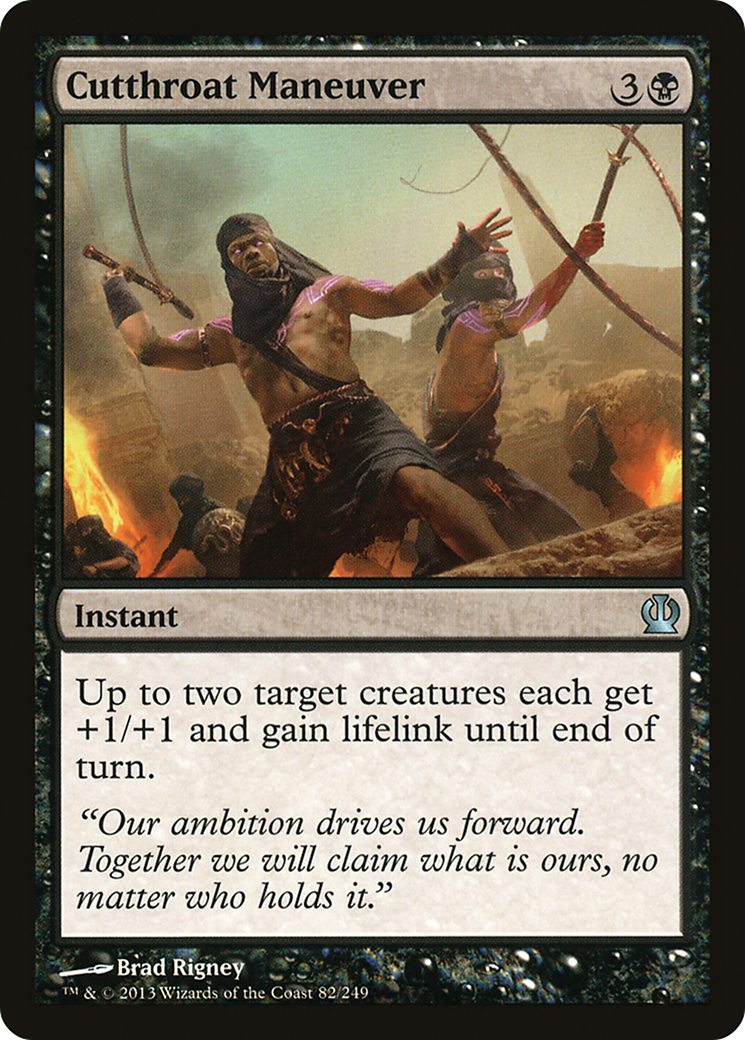 Cutthroat Maneuver 3
Instant
Up to two target creatures each get
+1/+1 and gain lifelink until end of
turn.
“Our ambition drives us forward.
Together we will claim what is ours, no
matter who holds it.”
Brad Rigney
™ & © 2013 Wizards of the Coast 82/249